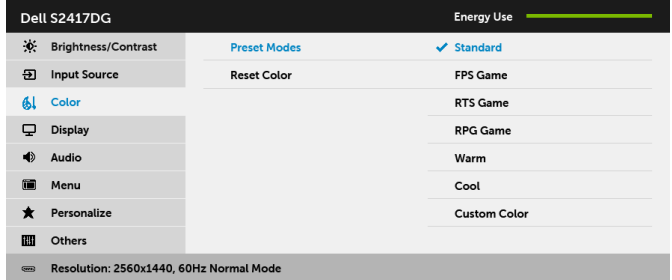 Dell S2417DG Energy Use
Brightness/Contrast Preset Modes Standard
Input Source Reset Color FPS Game
Color RTS Game
Display RPG Game
Audio Warm
Menu Cool
Personalize Custom Color
Others
Resolution: 2560x1440, 60Hz Normal Mode